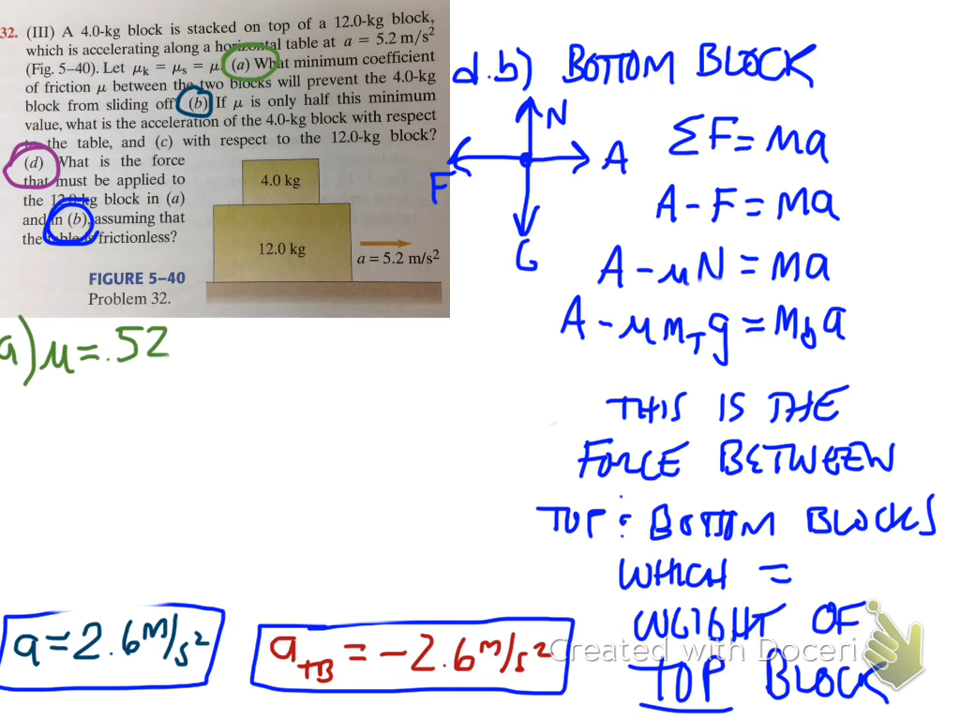 32. (III) A 4.0-kg block is stacked on top of a 12.0-kg block,
which is accelerating along a horizontal table at a = 5.2 m/s²
(Fig. 5–40). Let μk = μs = μ. (a) What minimum coefficient
of friction μ between the two blocks will prevent the 4.0-kg
block from sliding off? (b) If μ is only half this minimum
value, what is the acceleration of the 4.0-kg block with respect
to the table, and (c) with respect to the 12.0-kg block?
(d) What is the force
that must be applied to
the 12.0-kg block in (a)
and in (b), assuming that
the table is frictionless?
4.0 kg
12.0 kg
a = 5.2 m/s²
FIGURE 5–40
Problem 32.
a) μ = .52
a = 2.6 m/s²
a_TB = -2.6 m/s²
d.b) BOTTOM BLOCK
N
F
A
G
ΣF = ma
A - F = ma
A - μN = ma
A - μm_Tg = m_ba
THIS IS THE
FORCE BETWEEN
TOP : BOTTOM BLOCKS
WHICH =
WEIGHT OF
TOP BLOCK
Created with Doceri